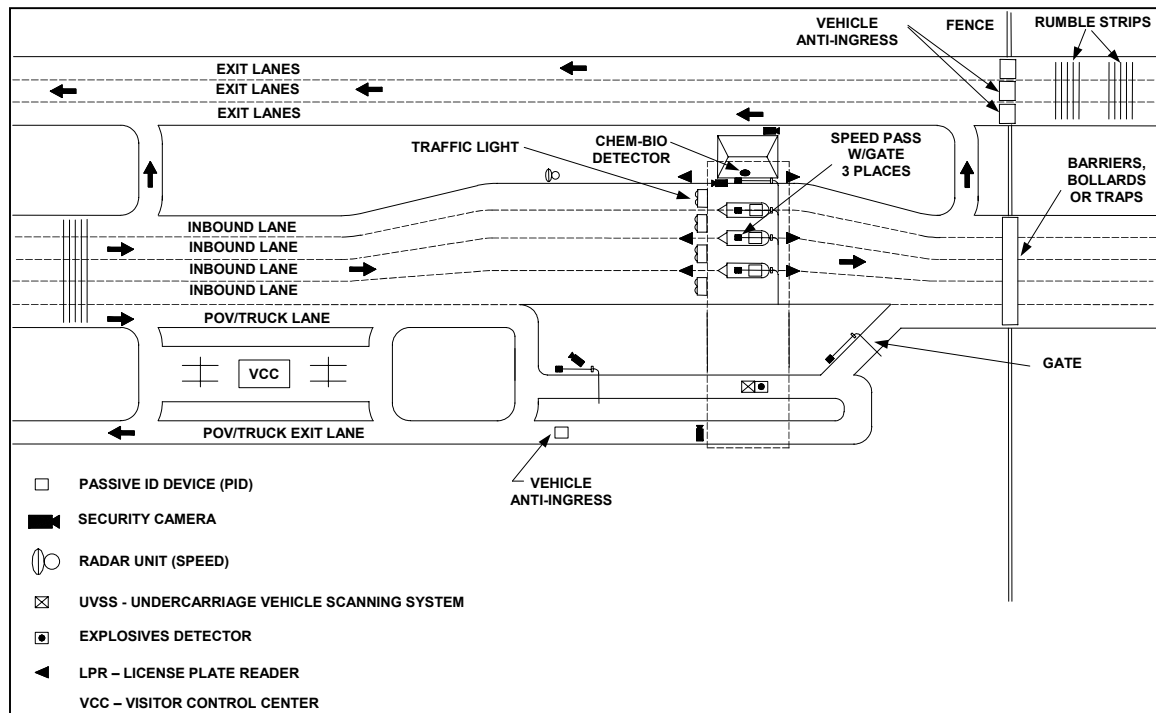 VEHICLE
ANTI-INGRESS
FENCE
RUMBLE STRIPS
EXIT LANES
EXIT LANES
EXIT LANES
TRAFFIC LIGHT
CHEM-BIO
DETECTOR
SPEED PASS
W/GATE
3 PLACES
BARRIERS,
BOLLARDS
OR TRAPS
INBOUND LANE
INBOUND LANE
INBOUND LANE
INBOUND LANE
POV/TRUCK LANE
VCC
GATE
POV/TRUCK EXIT LANE
VEHICLE
ANTI-INGRESS
PASSIVE ID DEVICE (PID)
SECURITY CAMERA
RADAR UNIT (SPEED)
UVSS - UNDERCARRIAGE VEHICLE SCANNING SYSTEM
EXPLOSIVES DETECTOR
LPR – LICENSE PLATE READER
VCC – VISITOR CONTROL CENTER